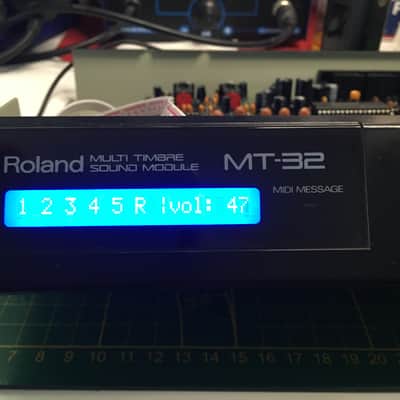 Roland MULTI TIMBRE SOUND MODULE MT-32
MIDI MESSAGE
1 2 3 4 5 R |vol: 47
7 8 9 10 11 12 13 14 15 16 17 18 19 20